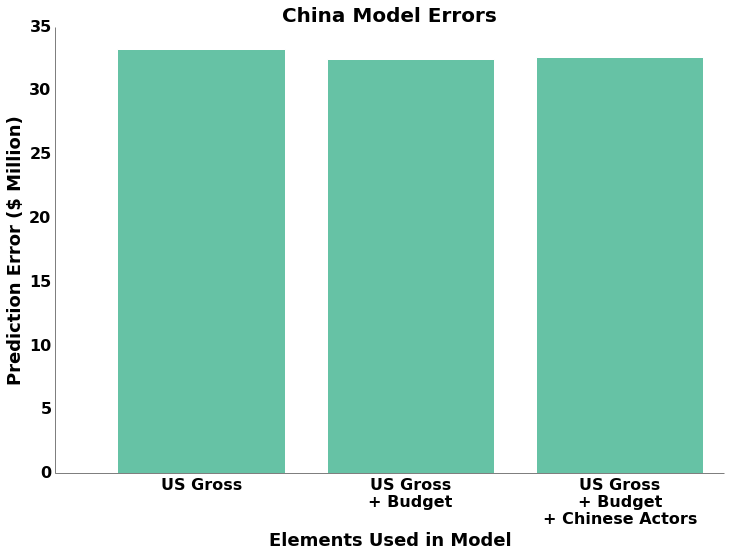 China Model Errors
Prediction Error ($ Million)
35
30
25
20
15
10
5
0
US Gross
US Gross
+ Budget
US Gross
+ Budget
+ Chinese Actors
Elements Used in Model